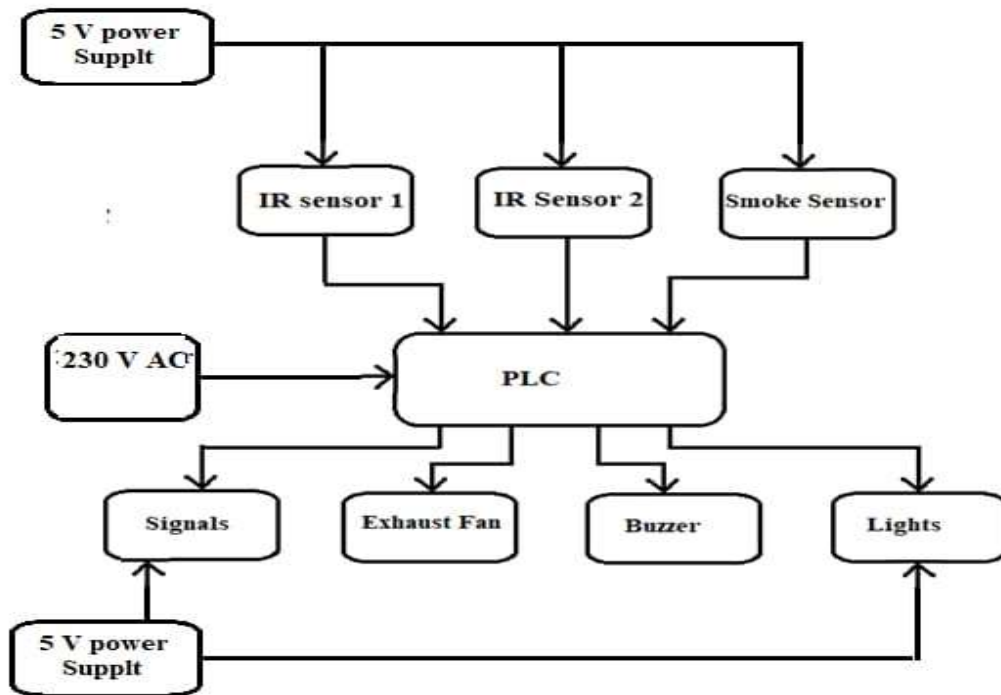 5 V power
Supplt
IR sensor 1
IR Sensor 2
Smoke Sensor
230 V AC
PLC
Signals
Exhaust Fan
Buzzer
Lights
5 V power
Supplt